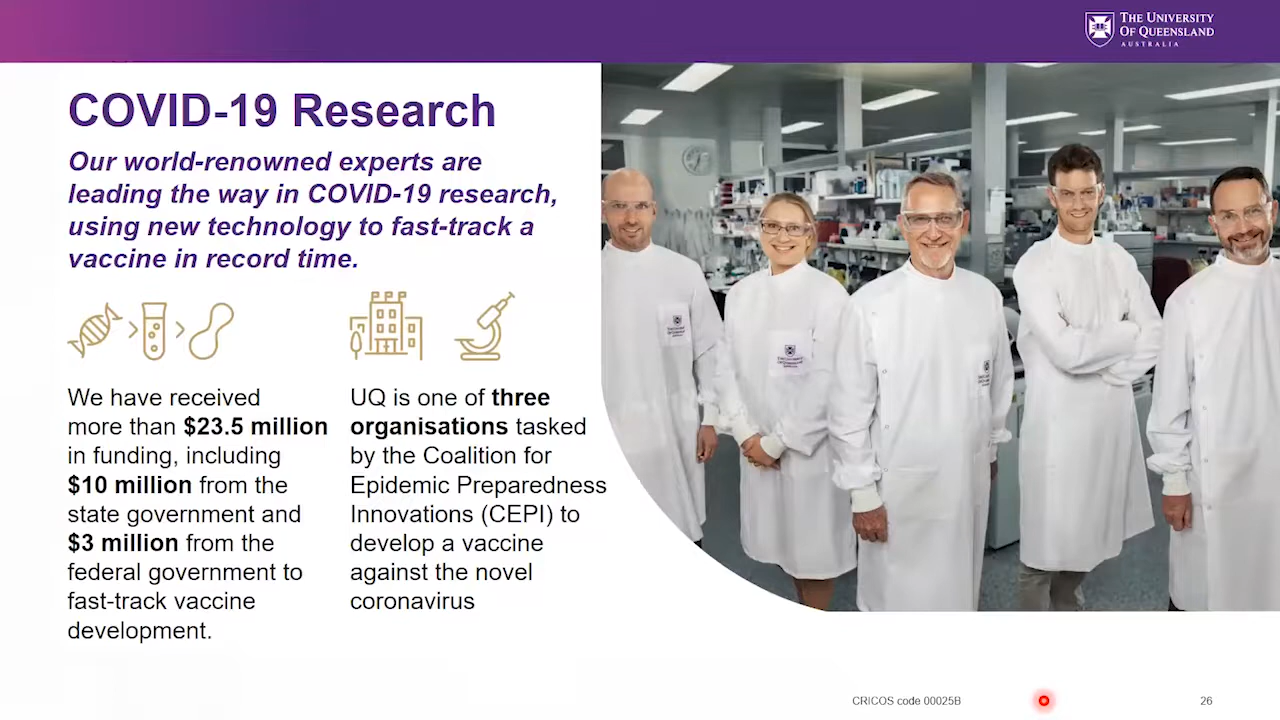 THE UNIVERSITY
OF QUEENSLAND
AUSTRALIA
COVID-19 Research
Our world-renowned experts are
leading the way in COVID-19 research,
using new technology to fast-track a
vaccine in record time.
We have received
more than $23.5 million
in funding, including
$10 million from the
state government and
$3 million from the
federal government to
fast-track vaccine
development.
UQ is one of three
organisations tasked
by the Coalition for
Epidemic Preparedness
Innovations (CEPI) to
develop a vaccine
against the novel
coronavirus
CRICOS code 00025B
26